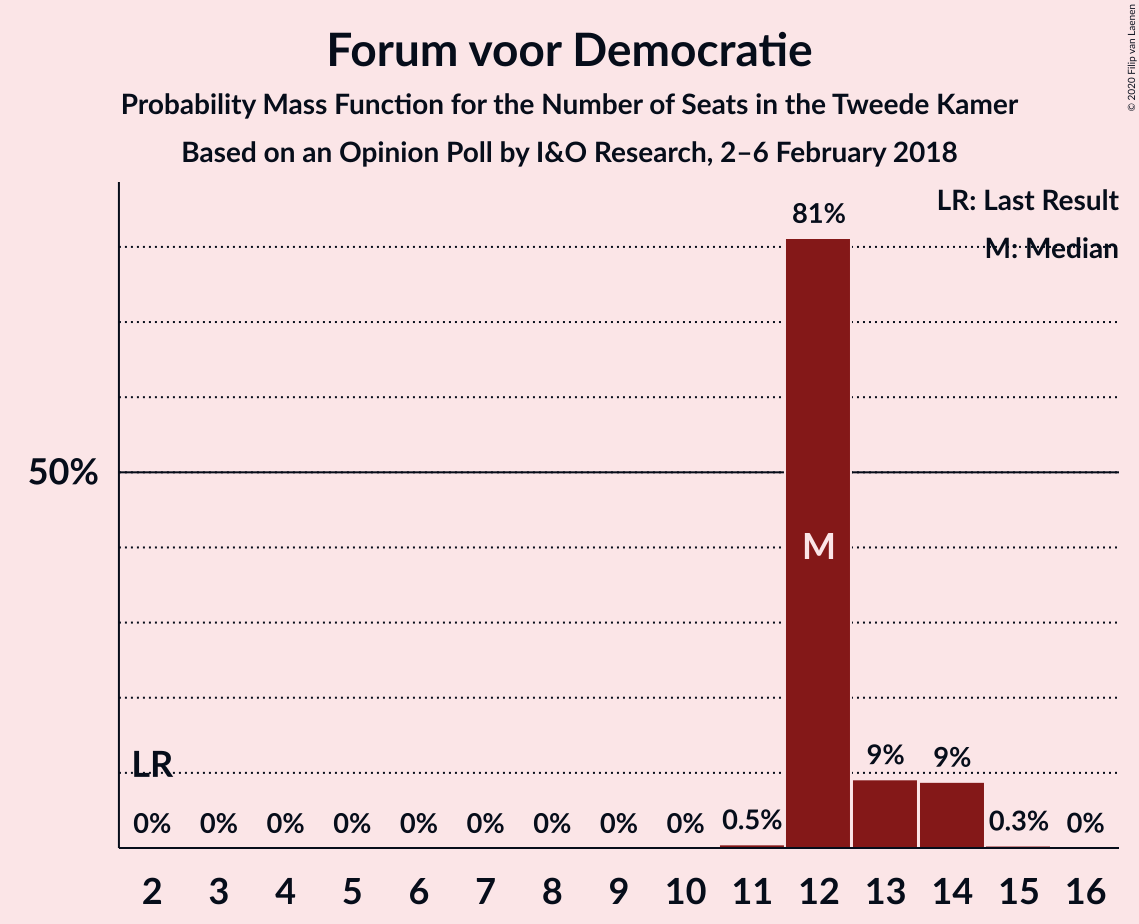 Forum voor Democratie
Probability Mass Function for the Number of Seats in the Tweede Kamer
Based on an Opinion Poll by I&O Research, 2–6 February 2018
© 2020 Filip van Laenen
LR: Last Result
M: Median
81%
50%
M
LR
9%
9%
0%
0%
0%
0%
0%
0%
0%
0%
0%
0.5%
0.3%
0%
2 3 4 5 6 7 8 9 10 11 12 13 14 15 16